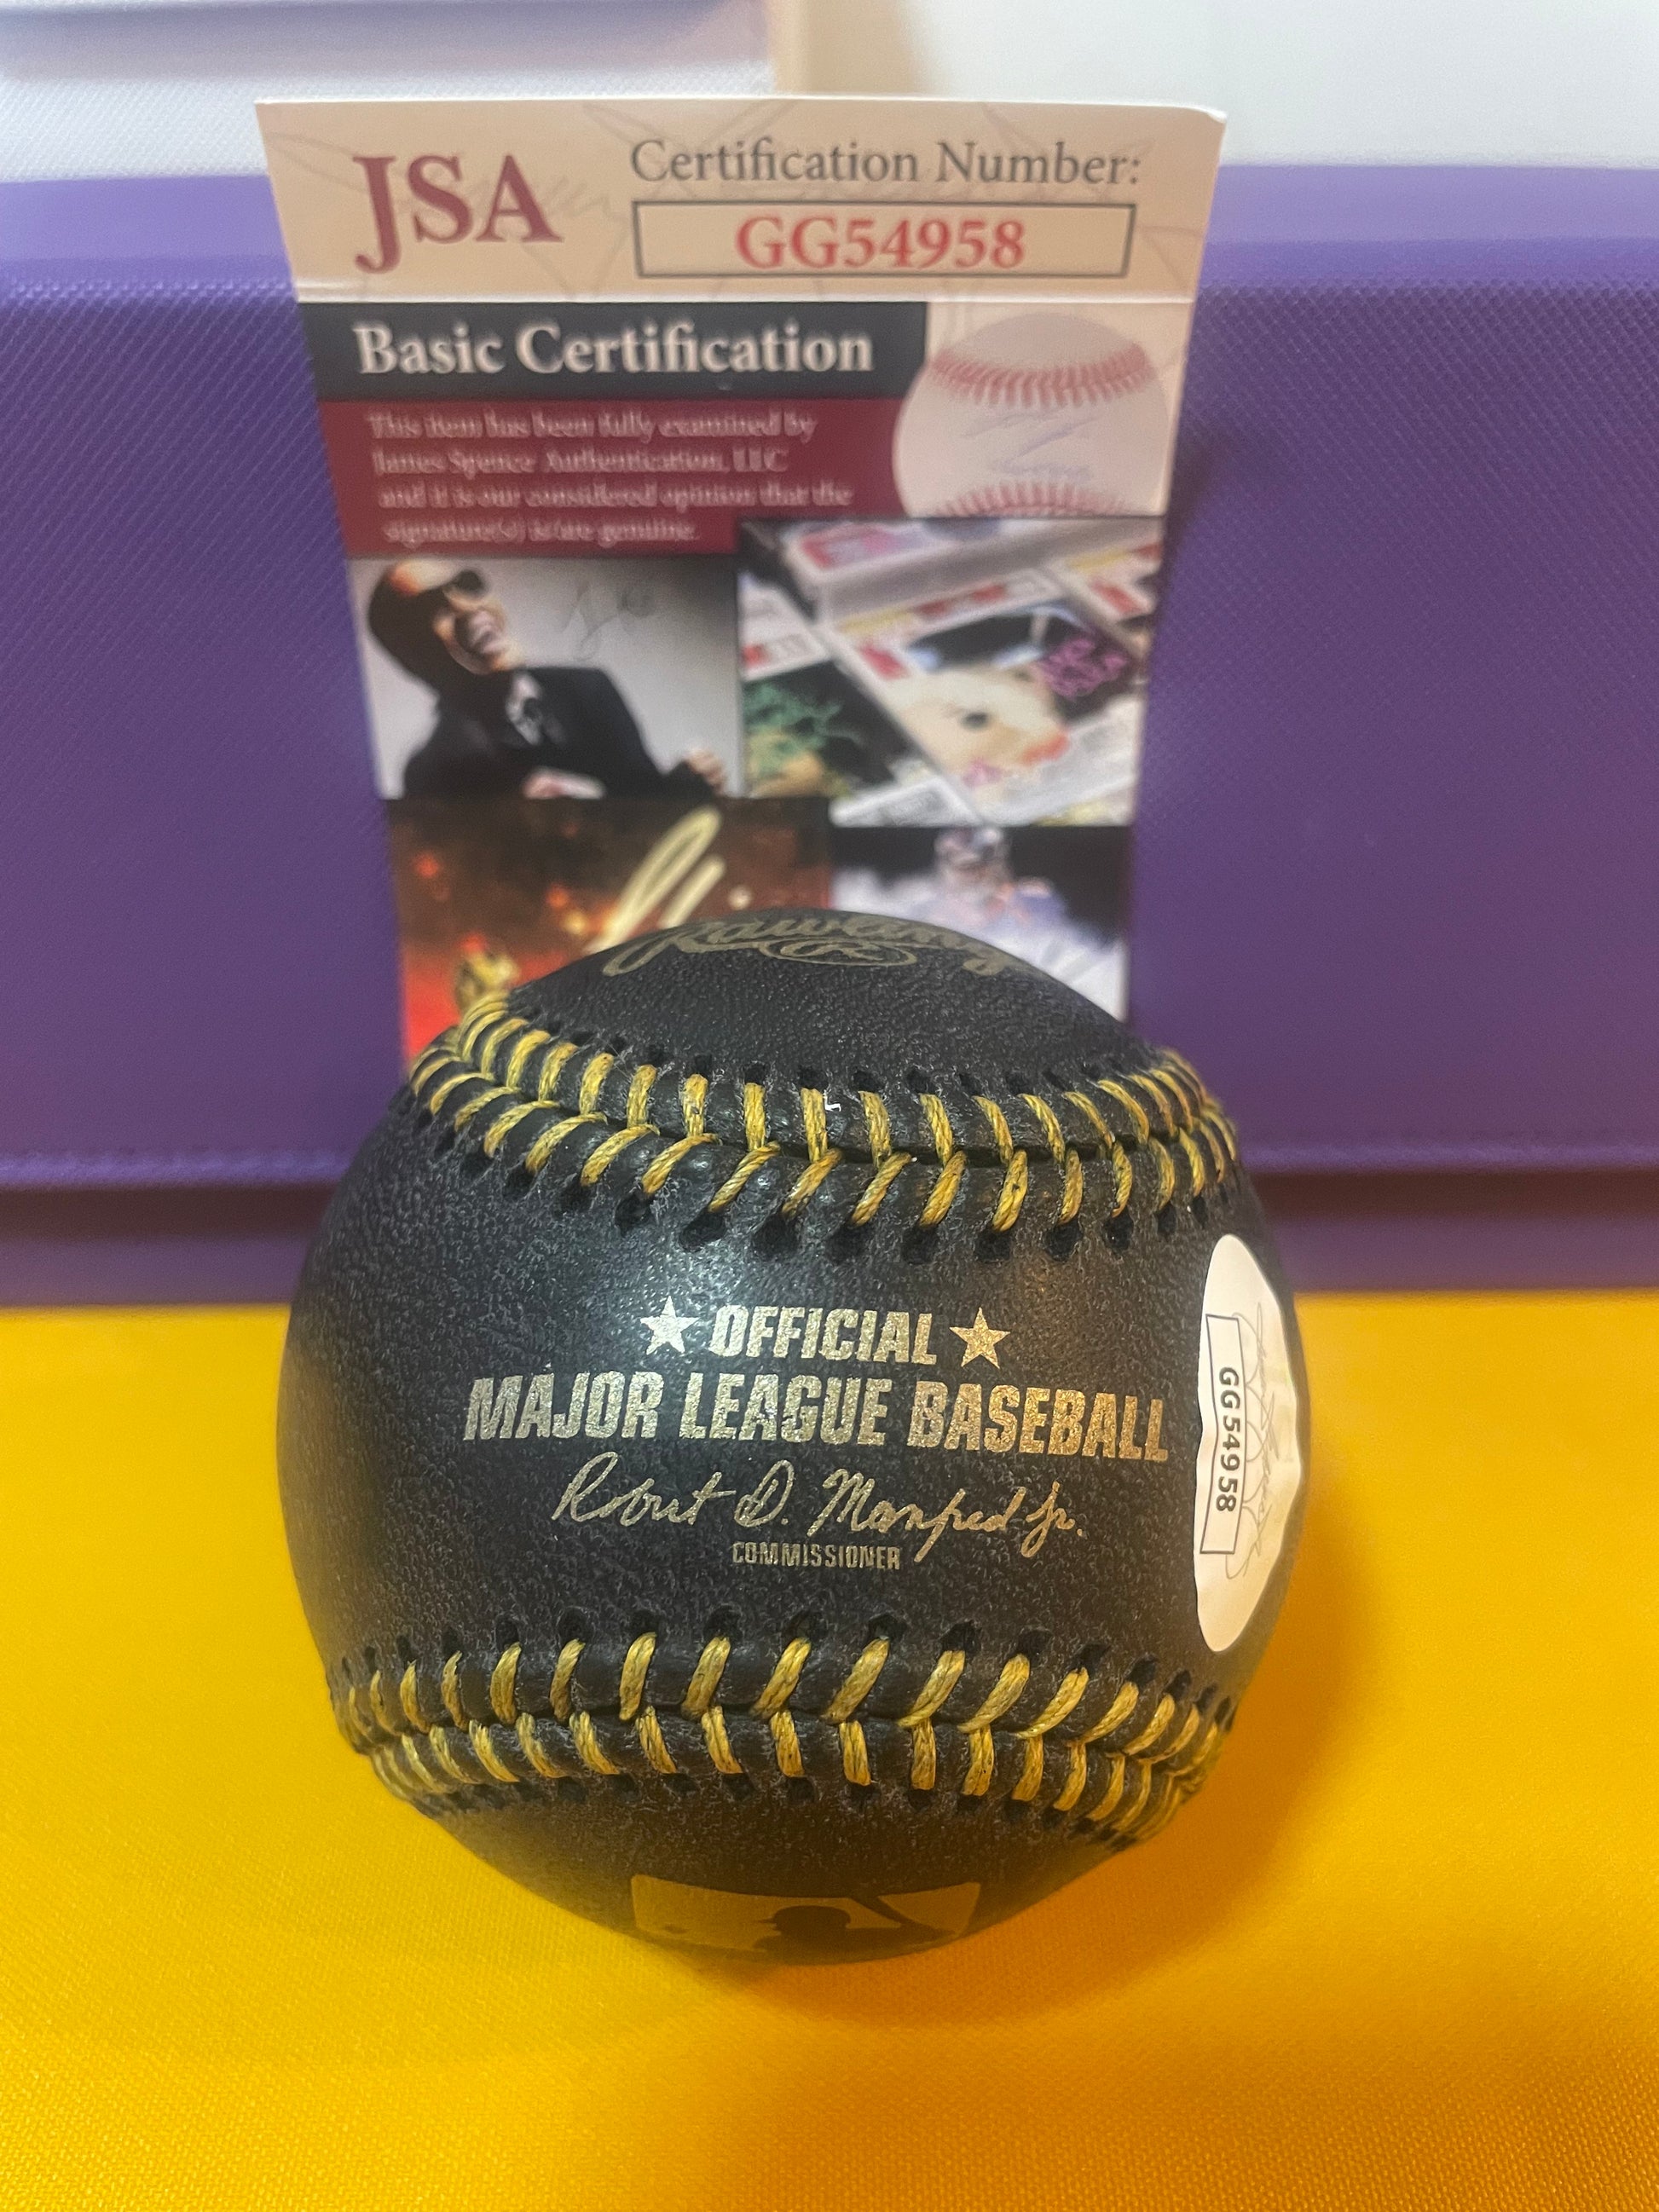 JSA
Certification Number:
GG54958
Basic Certification
This item has been fully examined by
James Spence Authentication, LLC
and it is our considered opinion that the
signature(s) is/are genuine.
Rawlings
R
★ OFFICIAL ★
MAJOR LEAGUE BASEBALL
Robert D. Manfred Jr.
COMMISSIONER
GG54958